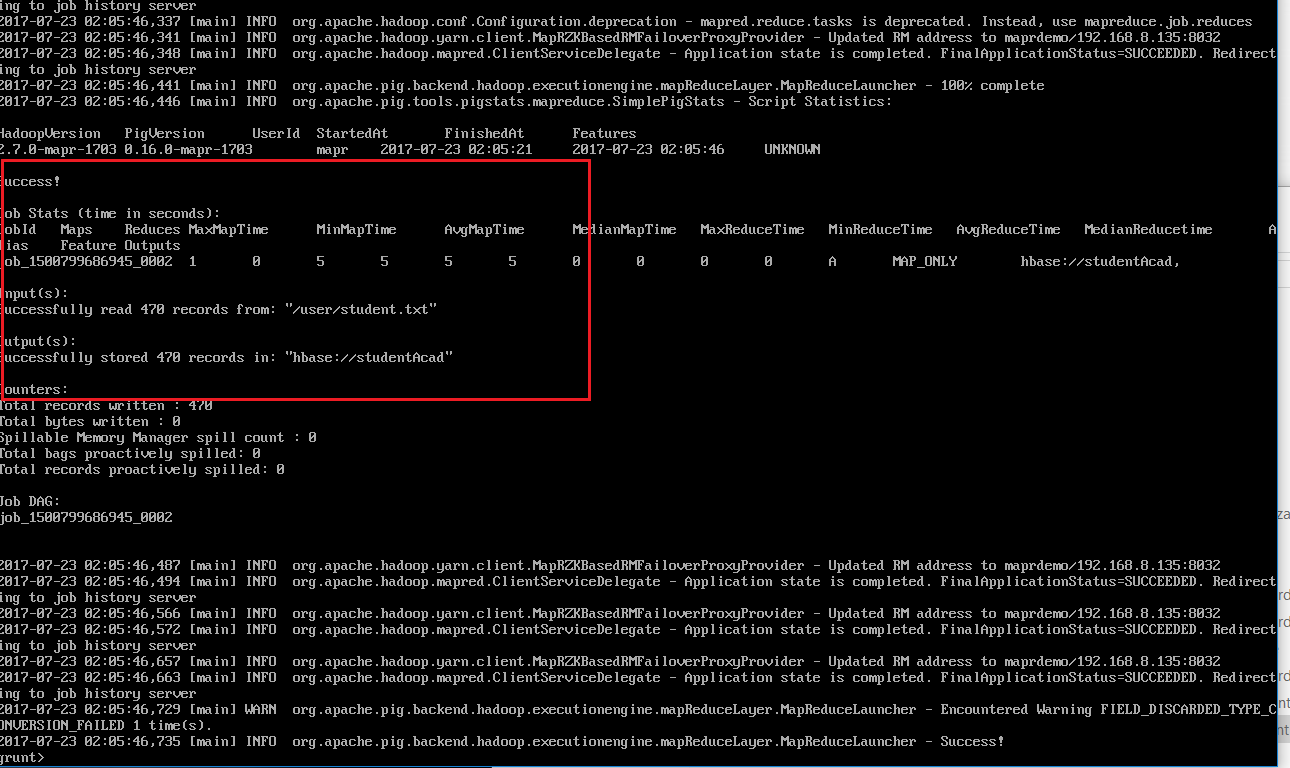 ing to job history server
2017-07-23 02:05:46,337 [main] INFO  org.apache.hadoop.conf.Configuration.deprecation - mapred.reduce.tasks is deprecated. Instead, use mapreduce.job.reduces
2017-07-23 02:05:46,341 [main] INFO  org.apache.hadoop.yarn.client.MapRZKBasedRMFailoverProxyProvider - Updated RM address to maprdemo/192.168.8.135:8032
2017-07-23 02:05:46,348 [main] INFO  org.apache.hadoop.mapred.ClientServiceDelegate - Application state is completed. FinalApplicationStatus=SUCCEEDED. Redirect
ing to job history server
2017-07-23 02:05:46,441 [main] INFO  org.apache.pig.backend.hadoop.executionengine.mapReduceLayer.MapReduceLauncher - 100% complete
2017-07-23 02:05:46,446 [main] INFO  org.apache.pig.tools.pigstats.mapreduce.SimplePigStats - Script Statistics:
HadoopVersion   PigVersion      UserId  StartedAt       FinishedAt      Features
2.7.0-mapr-1703 0.16.0-mapr-1703        mapr    2017-07-23 02:05:21     2017-07-23 02:05:46     UNKNOWN
uccess!
ob Stats (time in seconds):
obId   Maps    Reduces MaxMapTime      MinMapTime      AvgMapTime      MedianMapTime   MaxReduceTime   MinReduceTime   AvgReduceTime   MedianReducetime       A
lias    Feature Outputs
job_1500799686945_0002  1       0       5       5       5       5       0       0       0       0       A       MAP_ONLY        hbase://studentAcad,
nput(s):
uccessfully read 470 records from: "/user/student.txt"
utput(s):
uccessfully stored 470 records in: "hbase://studentAcad"
ounters:
Total records written : 470
Total bytes written : 0
Spillable Memory Manager spill count : 0
Total bags proactively spilled: 0
Total records proactively spilled: 0
Job DAG:
job_1500799686945_0002
2017-07-23 02:05:46,487 [main] INFO  org.apache.hadoop.yarn.client.MapRZKBasedRMFailoverProxyProvider - Updated RM address to maprdemo/192.168.8.135:8032
2017-07-23 02:05:46,494 [main] INFO  org.apache.hadoop.mapred.ClientServiceDelegate - Application state is completed. FinalApplicationStatus=SUCCEEDED. Redirect
ing to job history server
2017-07-23 02:05:46,566 [main] INFO  org.apache.hadoop.yarn.client.MapRZKBasedRMFailoverProxyProvider - Updated RM address to maprdemo/192.168.8.135:8032
2017-07-23 02:05:46,572 [main] INFO  org.apache.hadoop.mapred.ClientServiceDelegate - Application state is completed. FinalApplicationStatus=SUCCEEDED. Redirect
ing to job history server
2017-07-23 02:05:46,657 [main] INFO  org.apache.hadoop.yarn.client.MapRZKBasedRMFailoverProxyProvider - Updated RM address to maprdemo/192.168.8.135:8032
2017-07-23 02:05:46,663 [main] INFO  org.apache.hadoop.mapred.ClientServiceDelegate - Application state is completed. FinalApplicationStatus=SUCCEEDED. Redirect
ing to job history server
2017-07-23 02:05:46,729 [main] WARN  org.apache.pig.backend.hadoop.executionengine.mapReduceLayer.MapReduceLauncher - Encountered Warning FIELD_DISCARDED_TYPE_C
ONVERSION_FAILED 1 time(s).
2017-07-23 02:05:46,735 [main] INFO  org.apache.pig.backend.hadoop.executionengine.mapReduceLayer.MapReduceLauncher - Success!
grunt>